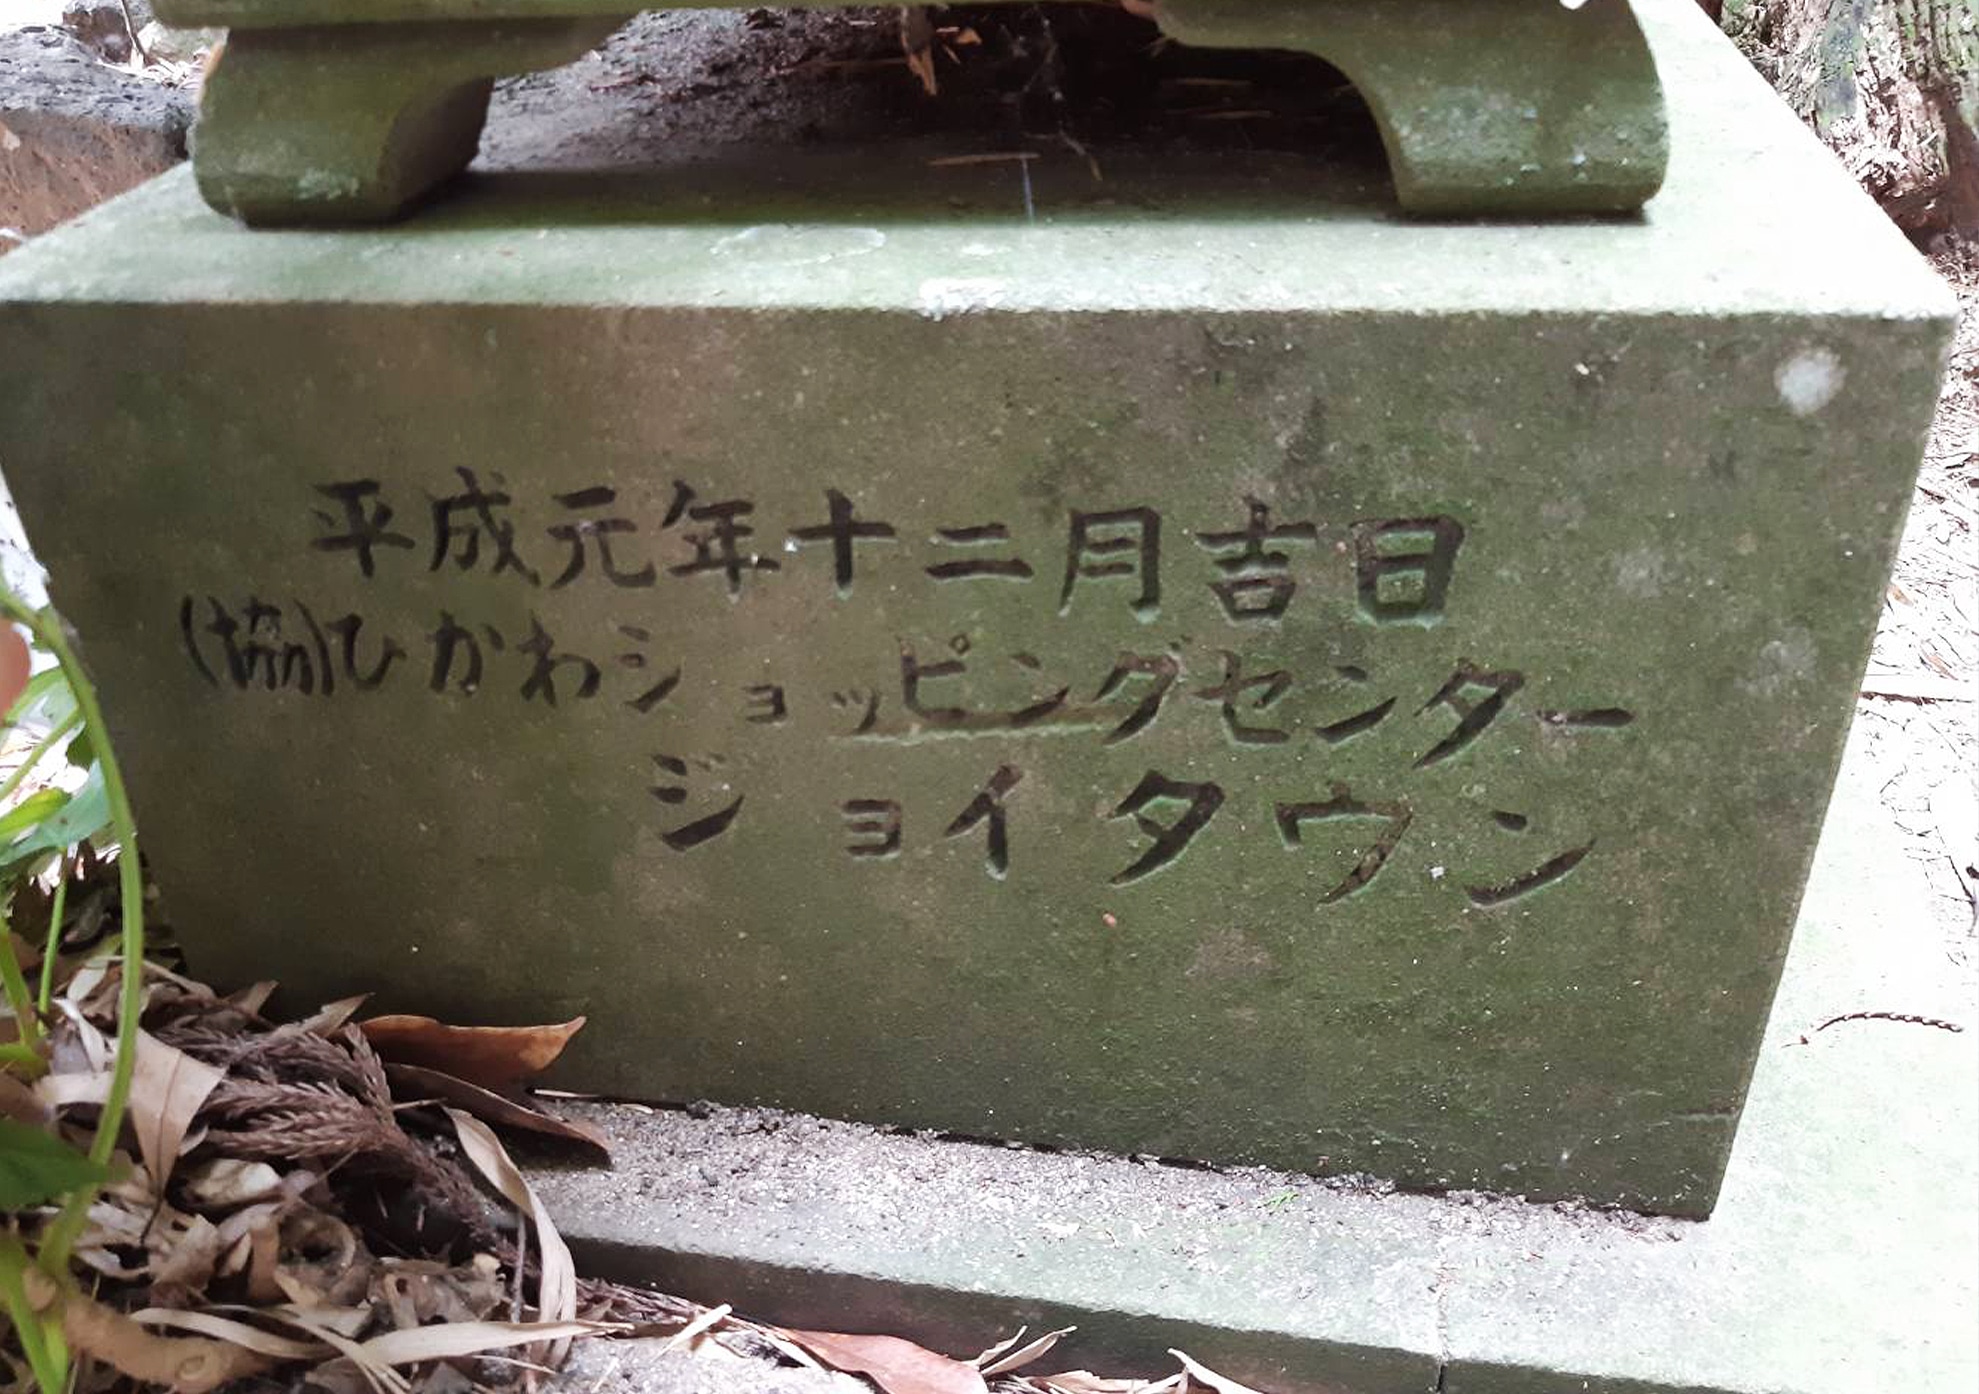 平成元年十二月吉日
(協)ひかわショッピングセンター
ジョイタウン